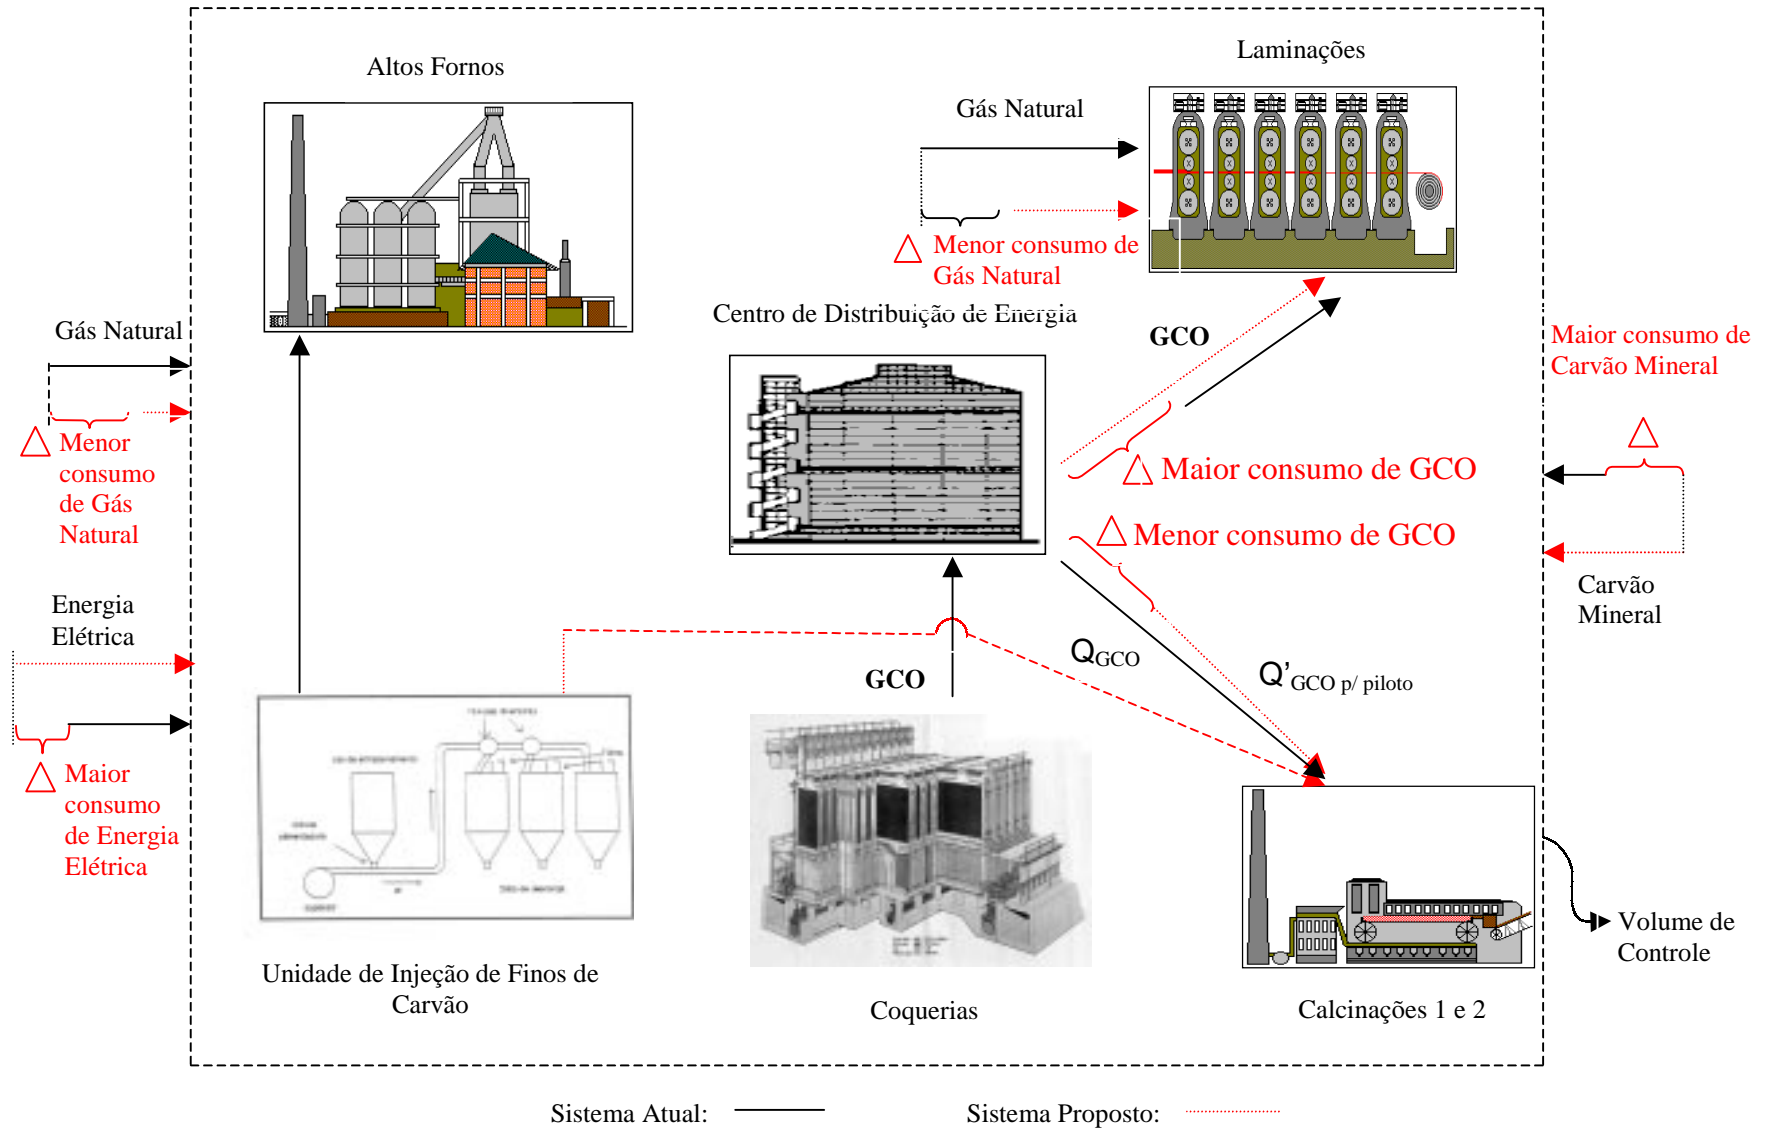 Altos Fornos
Laminações
Gás Natural
Menor consumo de
Gás Natural
Centro de Distribuição de Energia
GCO
Gás Natural
Menor
consumo
de Gás
Natural
Maior consumo de
Carvão Mineral
Maior consumo de GCO
Menor consumo de GCO
Energia
Elétrica
Carvão
Mineral
Maior
consumo
de Energia
Elétrica
GCO
QGCO
Q’GCO p/ piloto
Volume de
Controle
Unidade de Injeção de Finos de
Carvão
Coquerias
Calcinações 1 e 2
Sistema Atual:
Sistema Proposto: